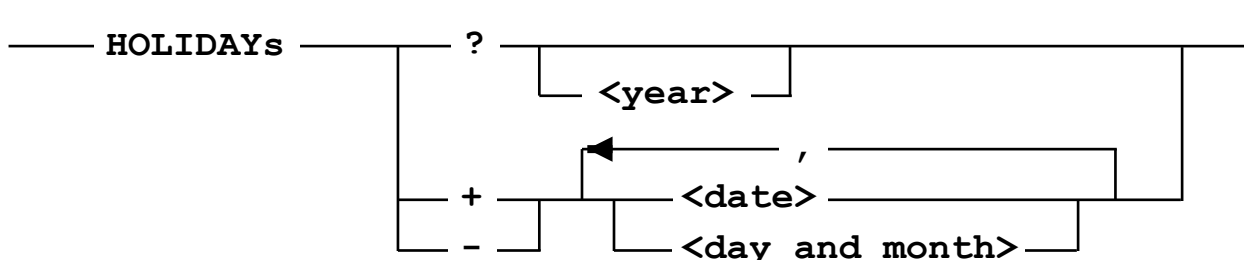 HOLIDAYs ?
<year>
,
+ <date>
- <day and month>